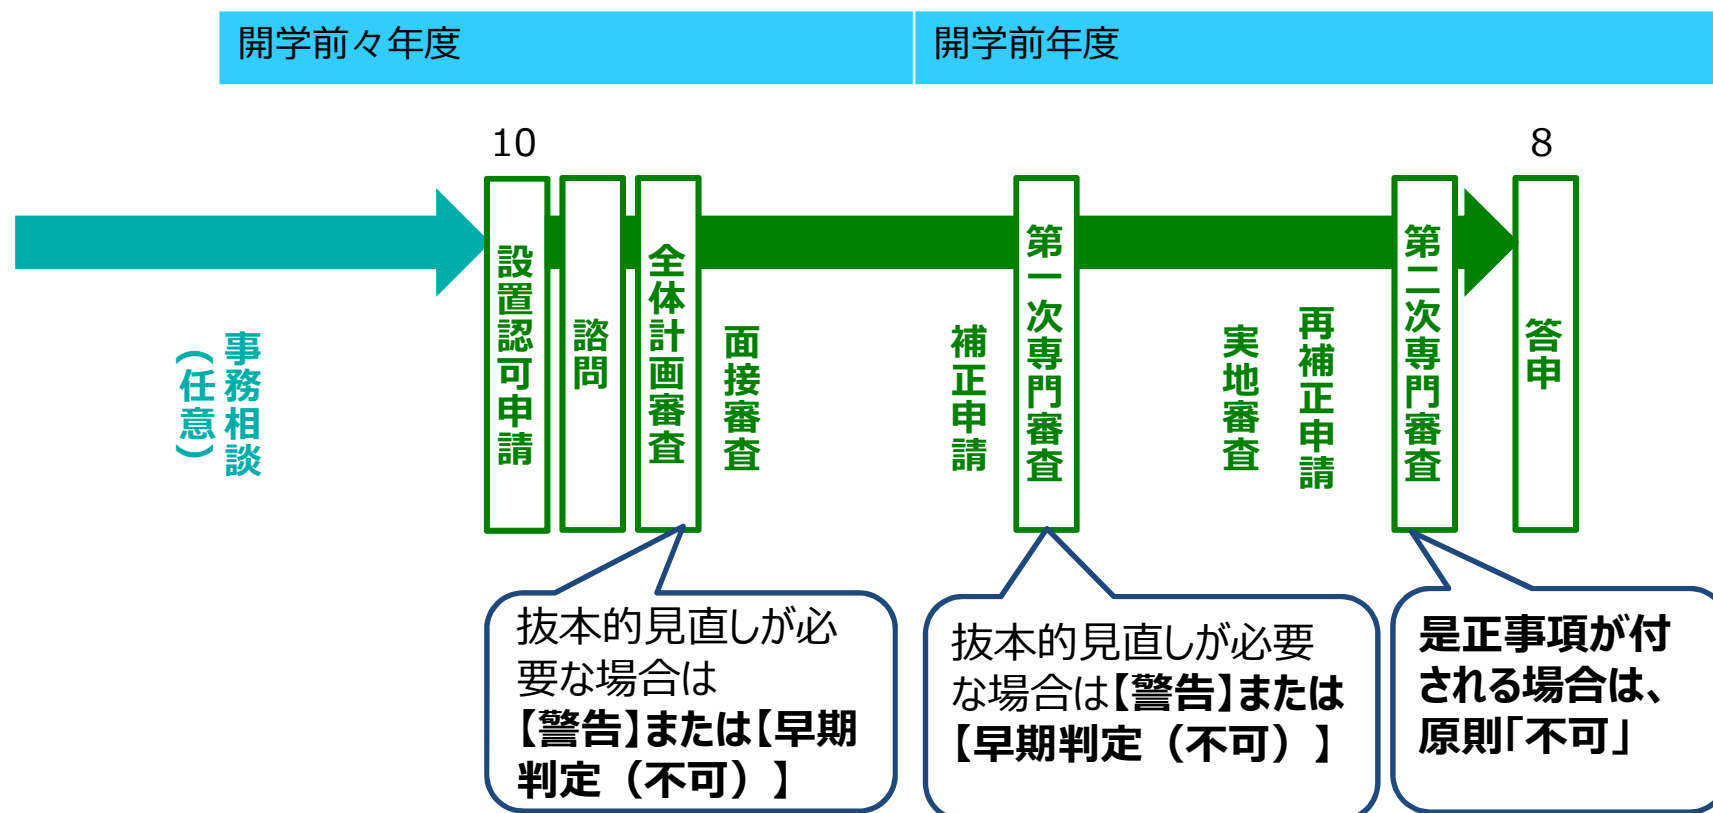 開学前々年度
開学前年度
10
8
事務相談
（任意）
設置認可申請
諮問
全体計画審査
面接審査
補正申請
第一次専門審査
実地審査
再補正申請
第二次専門審査
答申
抜本的見直しが必
要な場合は
【警告】または【早期
判定（不可）】
抜本的見直しが必要
な場合は【警告】または
【早期判定（不可）】
是正事項が付
される場合は、
原則「不可」